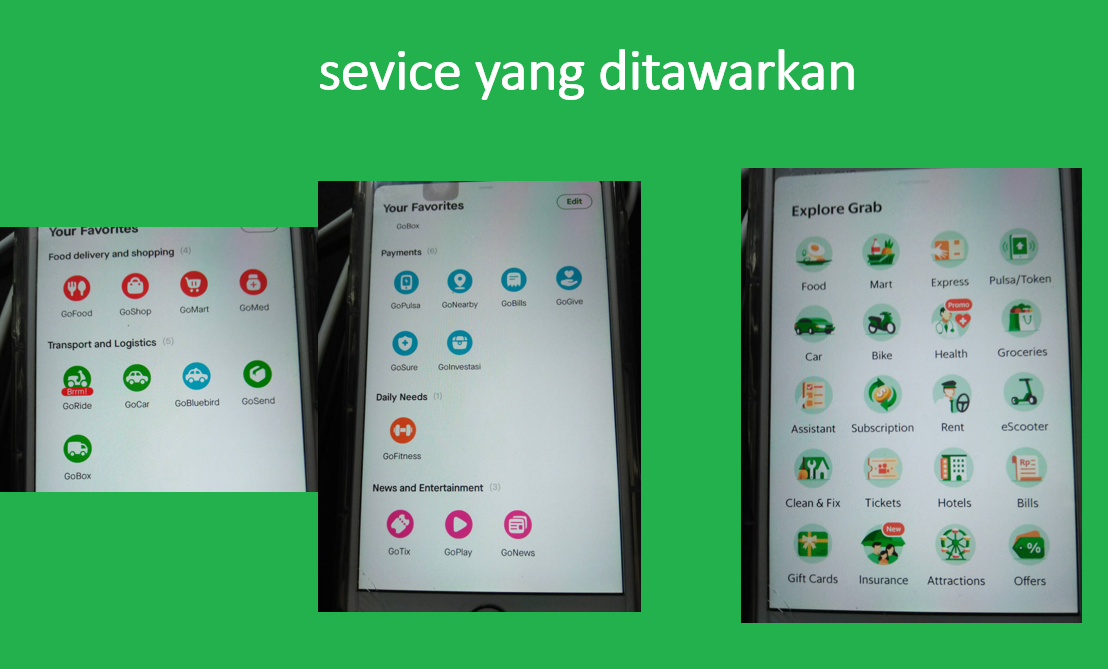 sevice yang ditawarkan
Your Favorites
Food delivery and shopping (4)
GoFood GoShop GoMart GoMed
Transport and Logistics (5)
Brrm!
GoRide GoCar GoBluebird GoSend
GoBox
Your Favorites Edit
GoBox
Payments (6)
GoPulsa GoNearby GoBills GoGive
GoSure GoInvestasi
Daily Needs (1)
GoFitness
News and Entertainment (3)
GoTix GoPlay GoNews
Explore Grab
Food Mart Express Pulsa/Token
Promo
Car Bike Health Groceries
Assistant Subscription Rent eScooter
Rp
Clean & Fix Tickets Hotels Bills
New
%
Gift Cards Insurance Attractions Offers